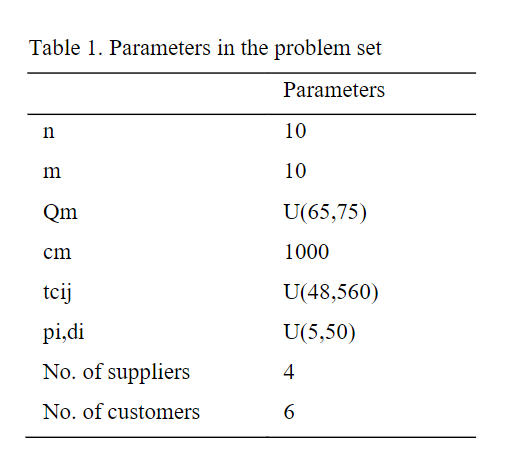 Table 1. Parameters in the problem set
Parameters
n 10
m 10
Qm U(65,75)
cm 1000
tcij U(48,560)
pi,di U(5,50)
No. of suppliers 4
No. of customers 6